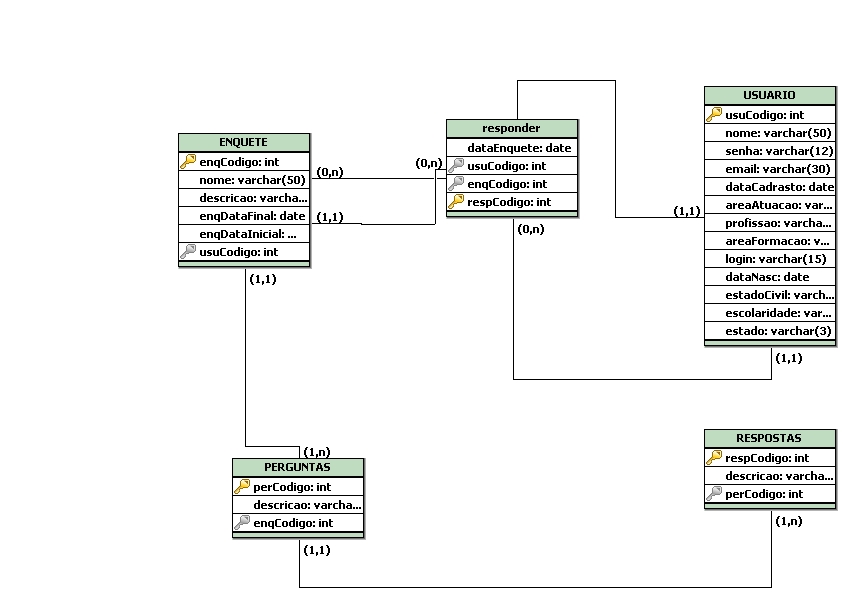 ENQUETE
enqCodigo: int
nome: varchar(50)
descricao: varcha...
enqDataFinal: date
enqDataInicial: ...
usuCodigo: int
(0,n)
(1,1)
(1,1)
(0,n)
responder
dataEnquete: date
usuCodigo: int
enqCodigo: int
respCodigo: int
(0,n)
(1,1)
USUARIO
usuCodigo: int
nome: varchar(50)
senha: varchar(12)
email: varchar(30)
dataCadrasto: date
areaAtuacao: var...
profissao: varcha...
areaFormacao: v...
login: varchar(15)
dataNasc: date
estadoCivil: varch...
escolaridade: var...
estado: varchar(3)
(1,1)
(1,n)
PERGUNTAS
perCodigo: int
descricao: varcha...
enqCodigo: int
(1,1)
RESPOSTAS
respCodigo: int
descricao: varcha...
perCodigo: int
(1,n)